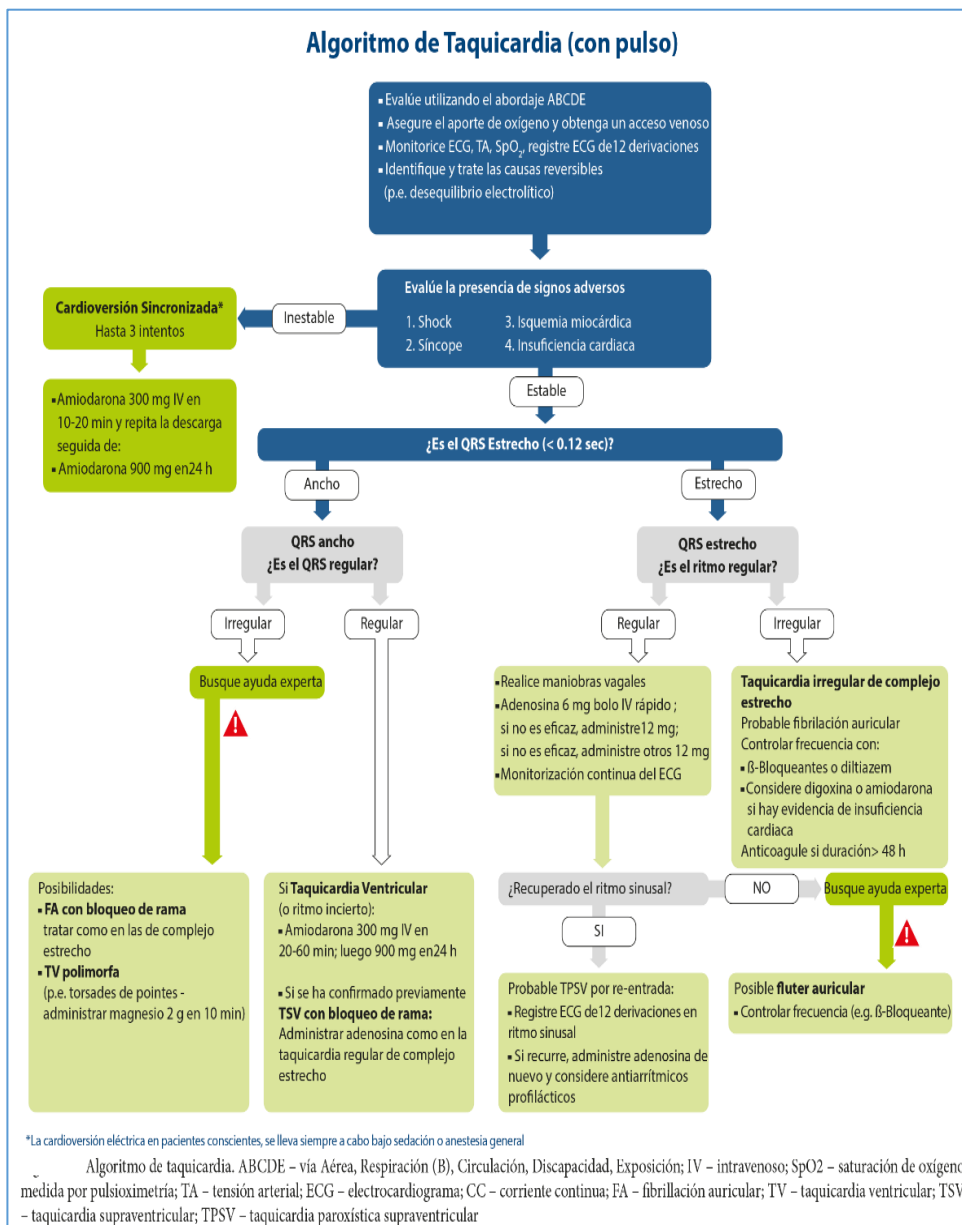 Algoritmo de Taquicardia (con pulso)
▪ Evalúe utilizando el abordaje ABCDE
▪ Asegure el aporte de oxígeno y obtenga un acceso venoso
▪ Monitorice ECG, TA, SpO₂, registre ECG de12 derivaciones
▪ Identifique y trate las causas reversibles
(p.e. desequilibrio electrolítico)
Evalúe la presencia de signos adversos
1. Shock 3. Isquemia miocárdica
2. Síncope 4. Insuficiencia cardiaca
Inestable
Cardioversión Sincronizada*
Hasta 3 intentos
▪Amiodarona 300 mg IV en
10-20 min y repita la descarga
seguida de:
▪ Amiodarona 900 mg en24 h
Estable
¿Es el QRS Estrecho (< 0.12 sec)?
Ancho
Estrecho
QRS ancho
¿Es el QRS regular?
QRS estrecho
¿Es el ritmo regular?
Irregular
Regular
Regular
Irregular
Busque ayuda experta
Posibilidades:
▪ FA con bloqueo de rama
tratar como en las de complejo
estrecho
▪ TV polimorfa
(p.e. torsades de pointes -
administrar magnesio 2 g en 10 min)
Si Taquicardia Ventricular
(o ritmo incierto):
▪ Amiodarona 300 mg IV en
20-60 min; luego 900 mg en24 h
▪ Si se ha confirmado previamente
TSV con bloqueo de rama:
Administrar adenosina como en la
taquicardia regular de complejo
estrecho
▪Realice maniobras vagales
▪Adenosina 6 mg bolo IV rápido ;
si no es eficaz, administre12 mg;
si no es eficaz, administre otros 12 mg
▪Monitorización continua del ECG
Taquicardia irregular de complejo
estrecho
Probable fibrilación auricular
Controlar frecuencia con:
▪ß-Bloqueantes o diltiazem
▪Considere digoxina o amiodarona
si hay evidencia de insuficiencia
cardiaca
Anticoagule si duración> 48 h
¿Recuperado el ritmo sinusal?
NO
Busque ayuda experta
SI
Probable TPSV por re-entrada:
▪ Registre ECG de12 derivaciones en
ritmo sinusal
▪ Si recurre, administre adenosina de
nuevo y considere antiarrítmicos
profilácticos
Posible fluter auricular
▪ Controlar frecuencia (e.g. ß-Bloqueante)
*La cardioversión eléctrica en pacientes conscientes, se lleva siempre a cabo bajo sedación o anestesia general
Algoritmo de taquicardia. ABCDE – vía Aérea, Respiración (B), Circulación, Discapacidad, Exposición; IV – intravenoso; SpO2 – saturación de oxígeno
medida por pulsioximetría; TA – tensión arterial; ECG – electrocardiograma; CC – corriente continua; FA – fibrillación auricular; TV – taquicardia ventricular; TSV
– taquicardia supraventricular; TPSV – taquicardia paroxística supraventricular